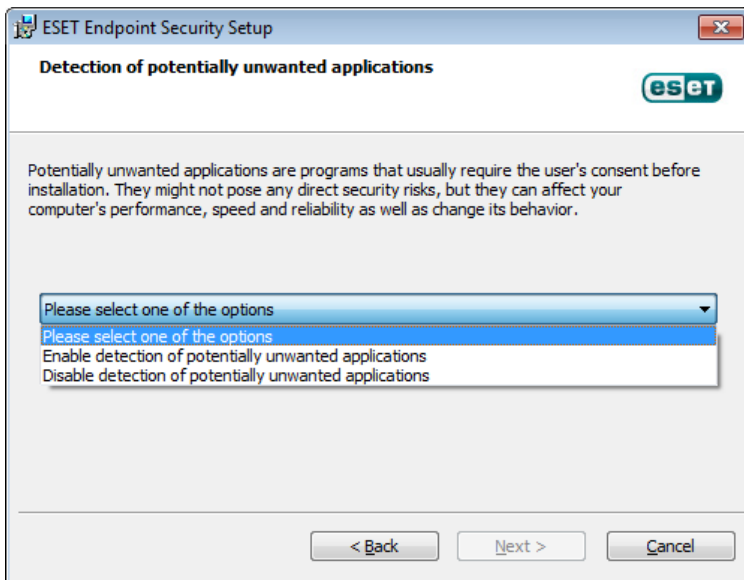 ESET Endpoint Security Setup
Detection of potentially unwanted applications
eseT
Potentially unwanted applications are programs that usually require the user's consent before
installation. They might not pose any direct security risks, but they can affect your
computer's performance, speed and reliability as well as change its behavior.
Please select one of the options
Please select one of the options
Enable detection of potentially unwanted applications
Disable detection of potentially unwanted applications
< Back
Next >
Cancel